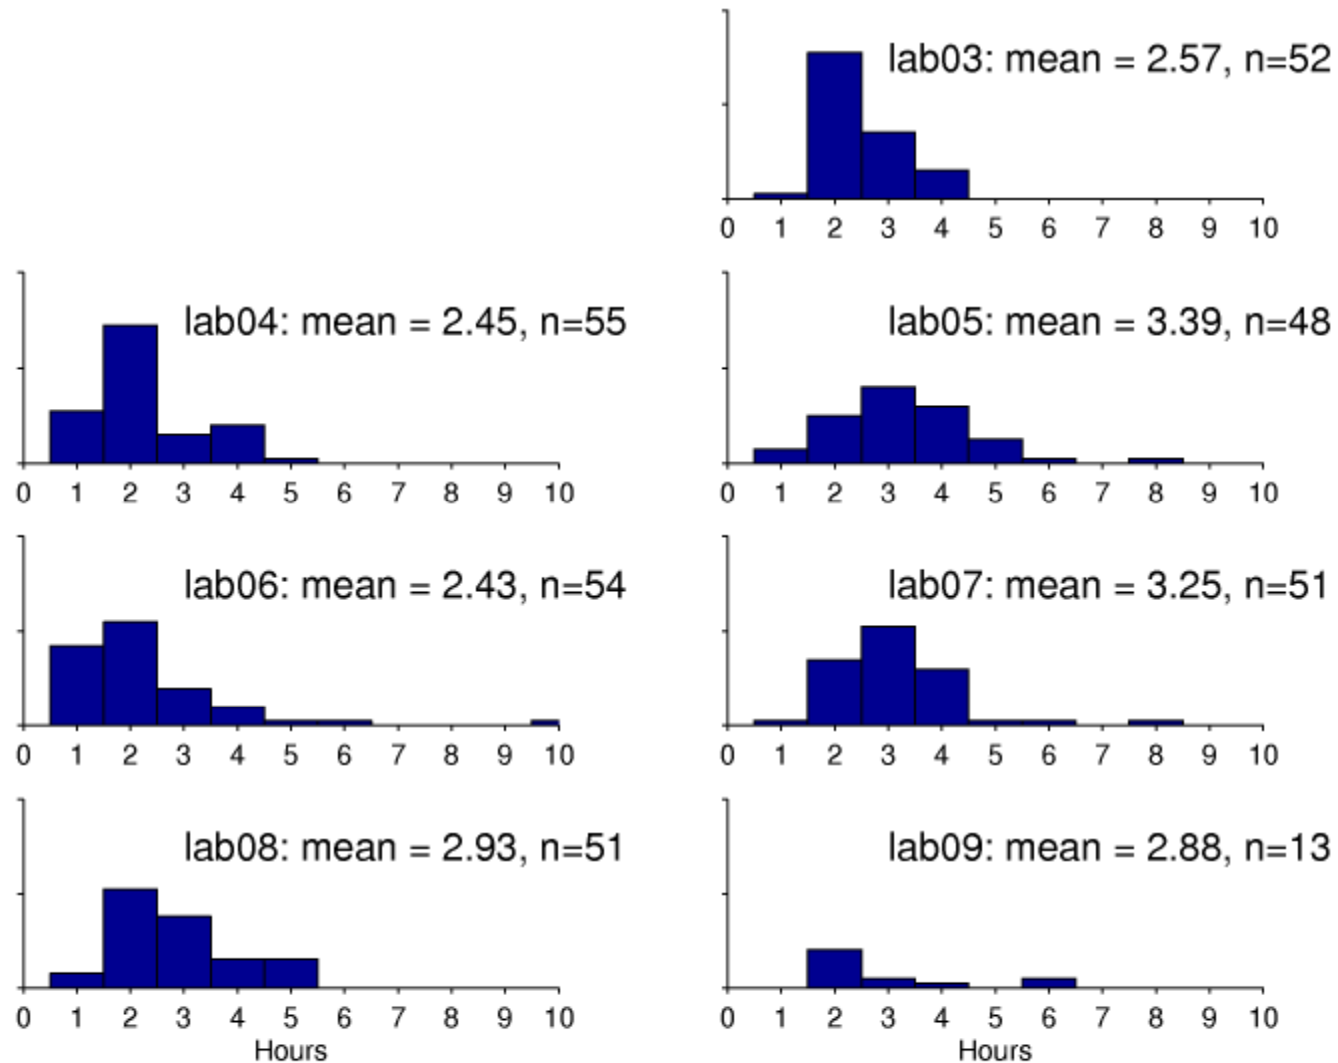 lab03: mean = 2.57, n=52
0 1 2 3 4 5 6 7 8 9 10
lab04: mean = 2.45, n=55
0 1 2 3 4 5 6 7 8 9 10
lab05: mean = 3.39, n=48
0 1 2 3 4 5 6 7 8 9 10
lab06: mean = 2.43, n=54
0 1 2 3 4 5 6 7 8 9 10
lab07: mean = 3.25, n=51
0 1 2 3 4 5 6 7 8 9 10
lab08: mean = 2.93, n=51
0 1 2 3 4 5 6 7 8 9 10
Hours
lab09: mean = 2.88, n=13
0 1 2 3 4 5 6 7 8 9 10
Hours